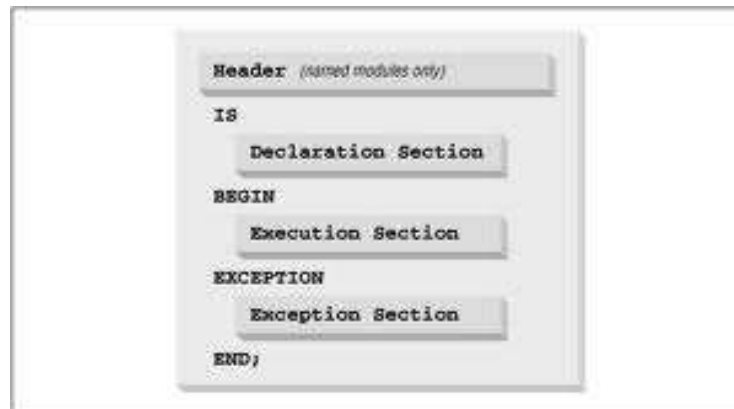 Header (named modules only)
IS
Declaration Section
BEGIN
Execution Section
EXCEPTION
Exception Section
END;